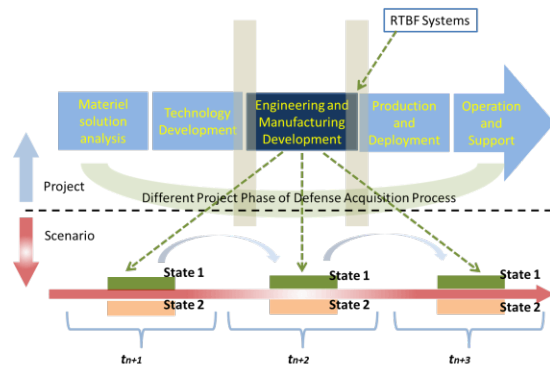 RTBF Systems
Materiel
solution
analysis
Technology
Development
Engineering and
Manufacturing
Development
Production
and
Deployment
Operation
and
Support
Project
Different Project Phase of Defense Acquisition Process
Scenario
State 1
State 1
State 1
State 2
State 2
State 2
tn+1
tn+2
tn+3